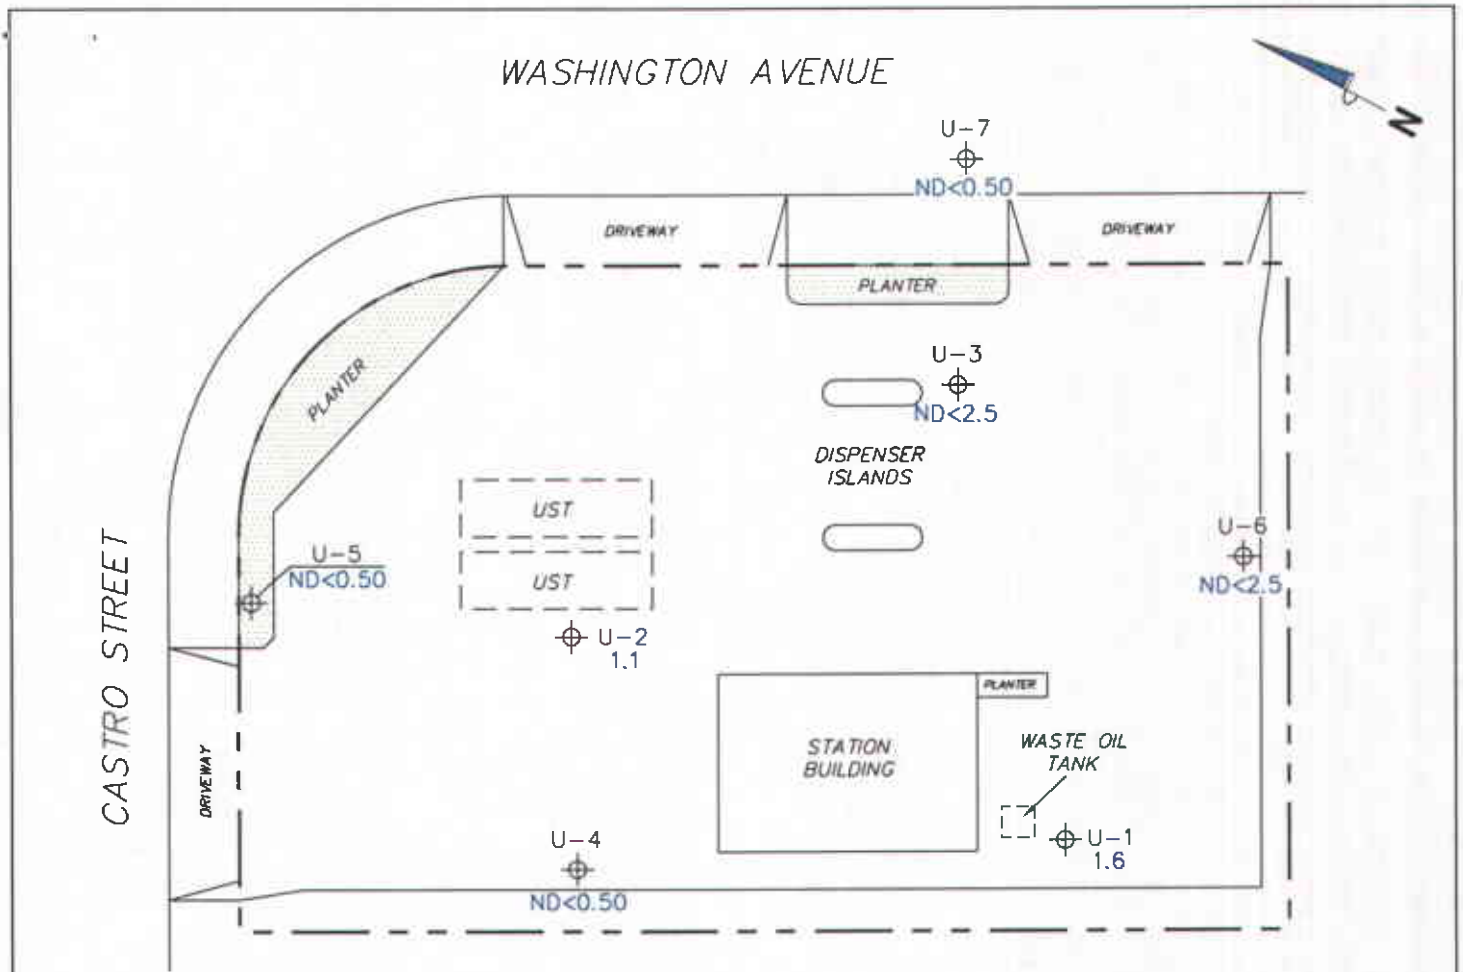 WASHINGTON AVENUE
N
U-7
ND<0.50
DRIVEWAY
DRIVEWAY
PLANTER
PLANTER
U-3
ND<2.5
DISPENSER
ISLANDS
UST
UST
U-5
ND<0.50
U-6
ND<2.5
U-2
1.1
CASTRO STREET
DRIVEWAY
PLANTER
STATION
BUILDING
WASTE OIL
TANK
U-1
1.6
U-4
ND<0.50